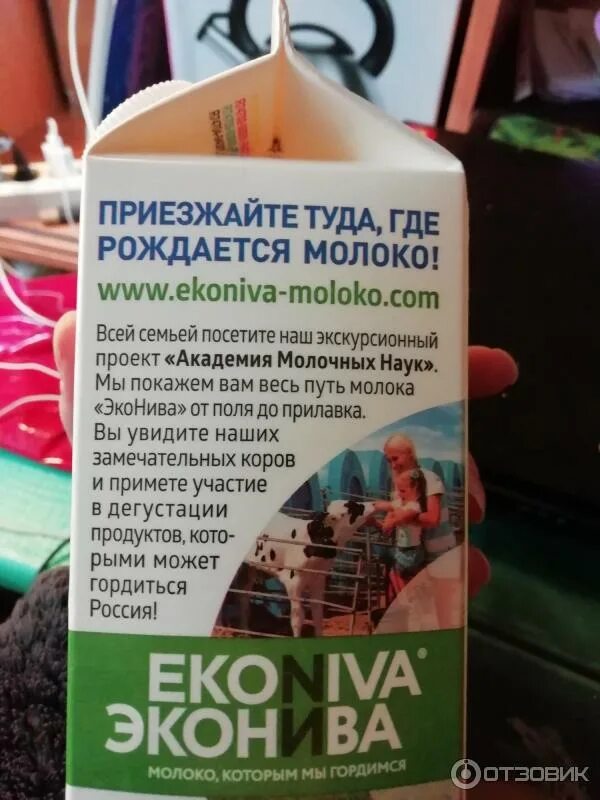 ПРИЕЗЖАЙТЕ ТУДА, ГДЕ
РОЖДАЕТСЯ МОЛОКО!
www.ekoniva-moloko.com
Всей семьей посетите наш экскурсионный
проект «Академия Молочных Наук».
Мы покажем вам весь путь молока
«ЭкоНива» от поля до прилавка.
Вы увидите наших
замечательных коров
и примете участие
в дегустации
продуктов, кото-
рыми может
гордиться
Россия!
EKONIVA®
ЭКОНИВА
МОЛОКО, КОТОРЫМ МЫ ГОРДИМСЯ
ОТЗОВИК